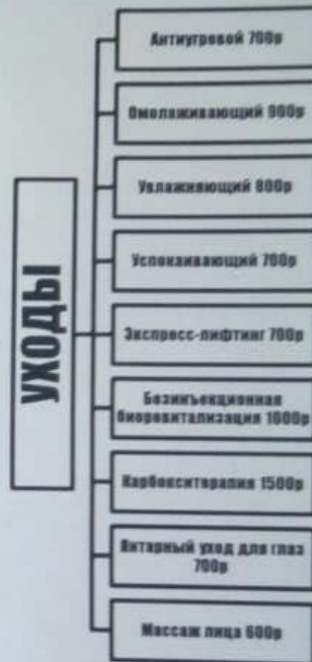 УХОДЫ
Антиугревой 700р
Омолаживающий 900р
Увлажняющий 800р
Успокаивающий 700р
Экспресс-лифтинг 700р
Безинъекционная
биоревитализация 1000р
Карбокситерапия 1500р
Янтарный уход для глаз
700р
Массаж лица 600р